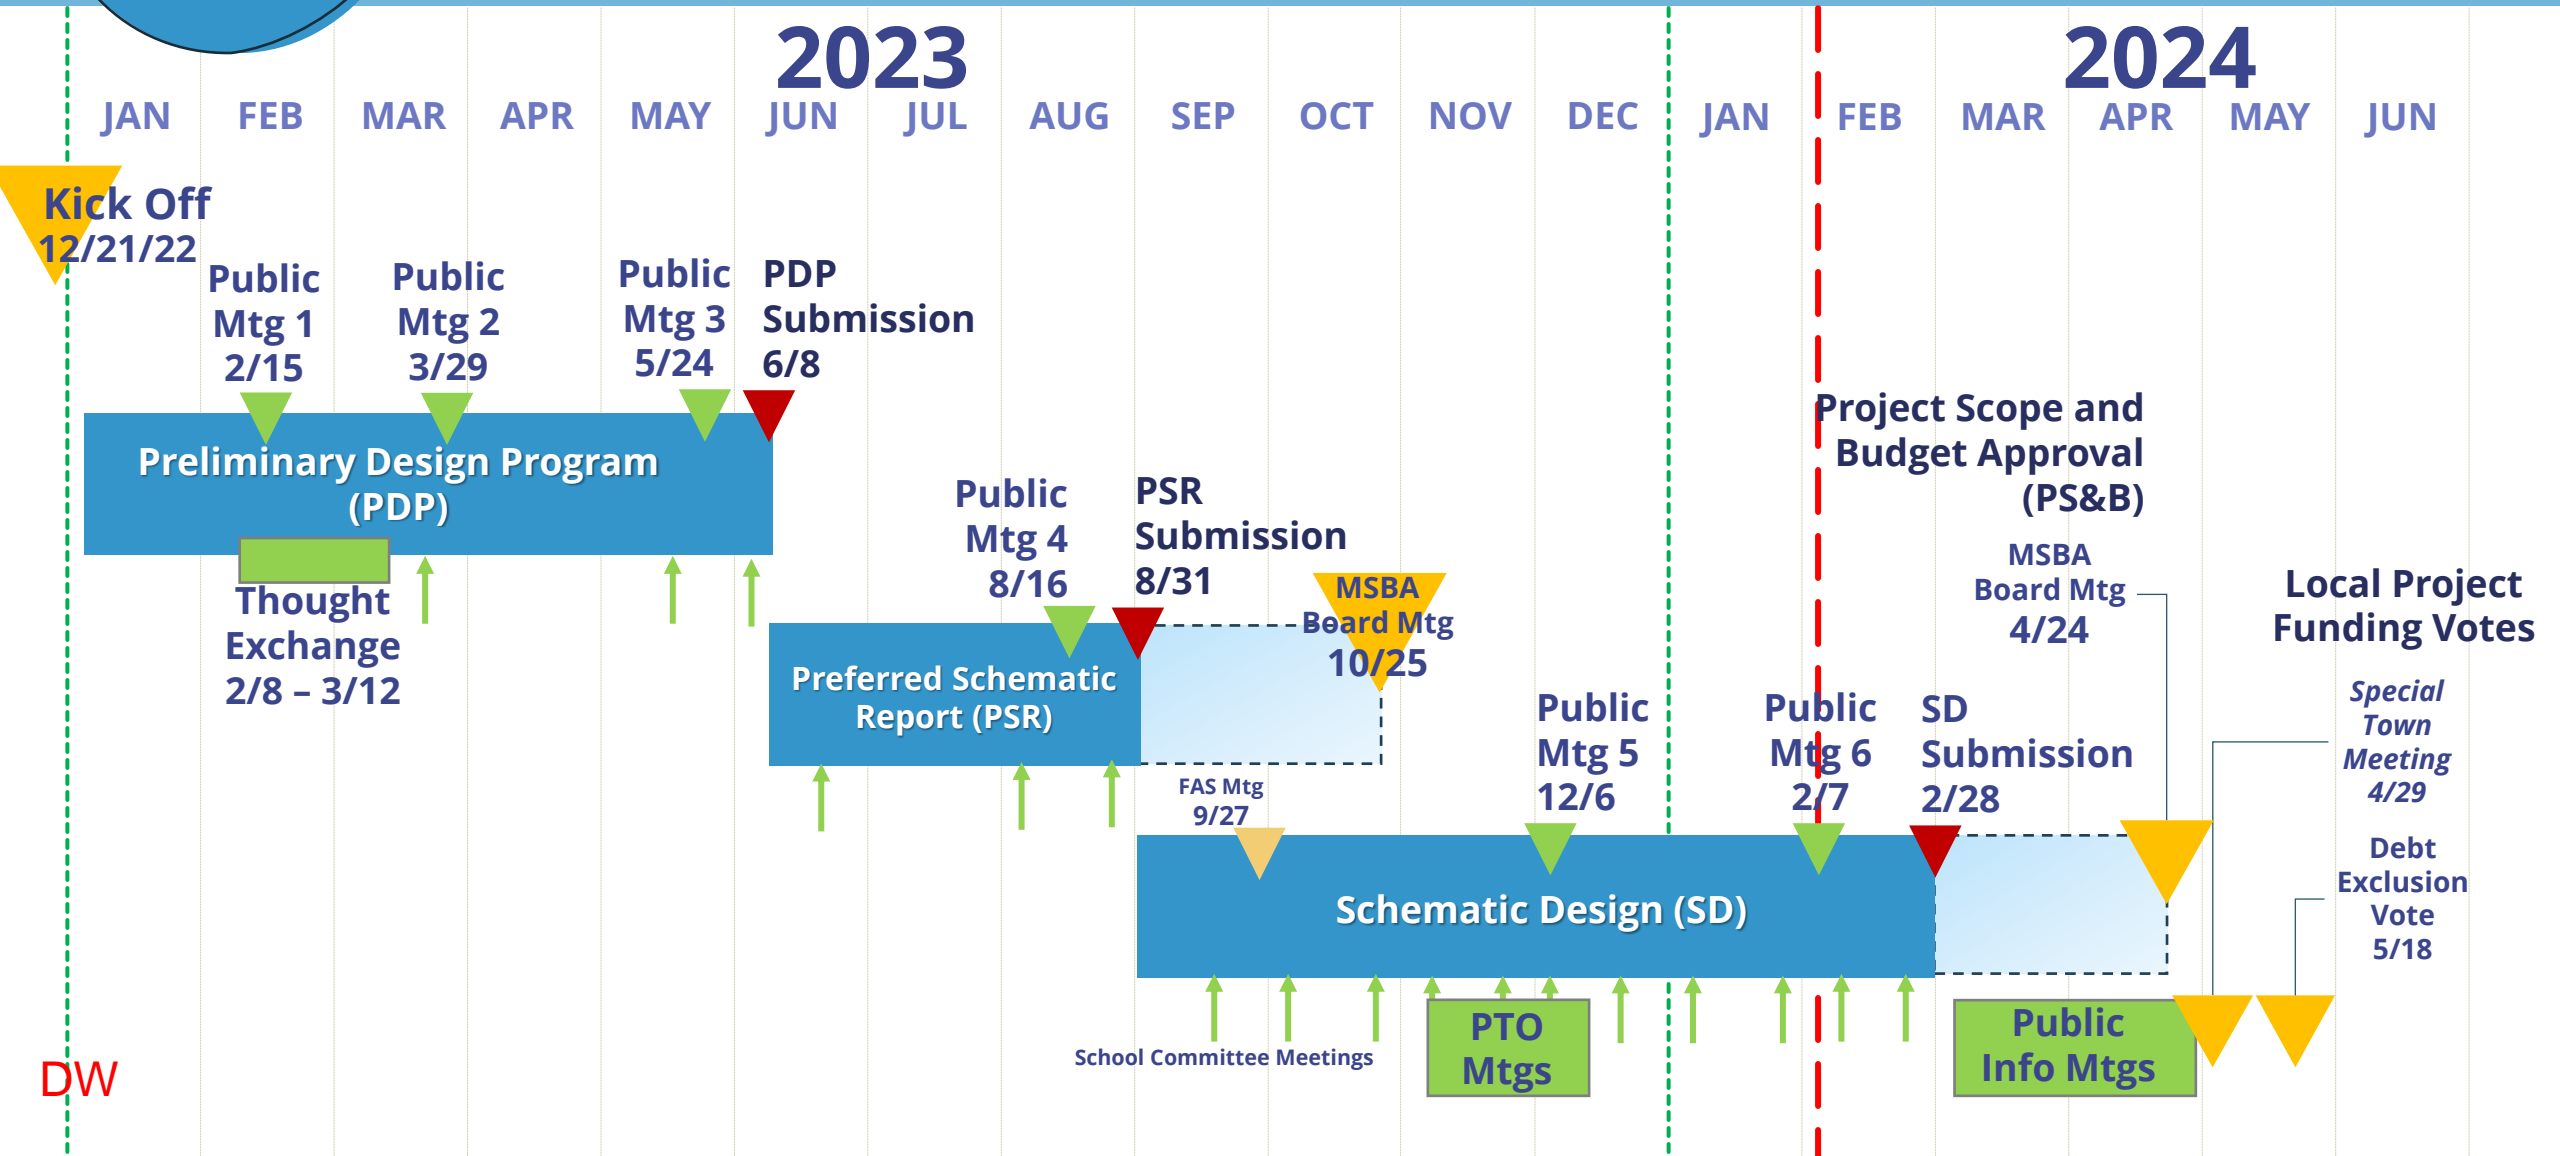 2023
2024
JAN FEB MAR APR MAY JUN JUL AUG SEP OCT NOV DEC JAN FEB MAR APR MAY JUN
Kick Off
12/21/22
Public
Mtg 1
2/15
Public
Mtg 2
3/29
Public
Mtg 3
5/24
PDP
Submission
6/8
Preliminary Design Program
(PDP)
Thought
Exchange
2/8 – 3/12
Public
Mtg 4
8/16
PSR
Submission
8/31
MSBA
Board Mtg
10/25
Preferred Schematic
Report (PSR)
FAS Mtg
9/27
Public
Mtg 5
12/6
Public
Mtg 6
2/7
SD
Submission
2/28
Project Scope and
Budget Approval
(PS&B)
MSBA
Board Mtg
4/24
Local Project
Funding Votes
Special
Town
Meeting
4/29
Debt
Exclusion
Vote
5/18
Schematic Design (SD)
School Committee Meetings
PTO
Mtgs
Public
Info Mtgs
DW